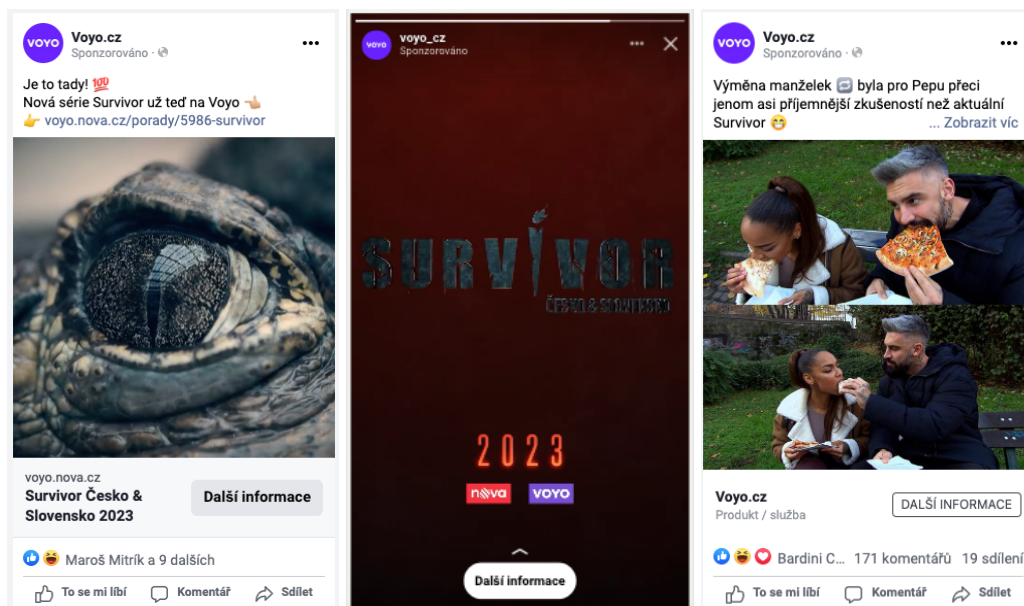 VOYO
Voyo.cz
Sponzorováno ·
Je to tady! 💯
Nová série Survivor už teď na Voyo 👈🏼
👉 voyo.nova.cz/porady/5986-survivor
voyo.nova.cz
Survivor Česko &
Slovensko 2023
Další informace
Maroš Mitrík a 9 dalších
To se mi líbí
Komentář
Sdílet
VOYO
voyo_cz
Sponzorováno
SURVIVOR
ČESKO & SLOVENSKO
2023
nova
VOYO
Další informace
VOYO
Voyo.cz
Sponzorováno ·
Výměna manželek 🔁 byla pro Pepu přeci
jenom asi příjemnější zkušeností než aktuální
Survivor 😁
... Zobrazit víc
Voyo.cz
Produkt / služba
DALŠÍ INFORMACE
Bardini C... 171 komentářů 19 sdílení
To se mi líbí
Komentář
Sdílet